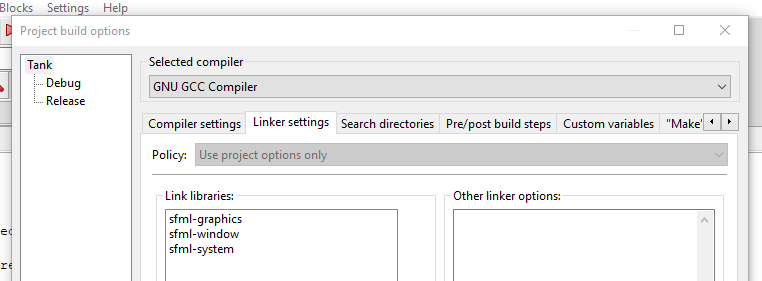 Blocks Settings Help
Project build options
Tank
Debug
Release
Selected compiler
GNU GCC Compiler
Compiler settings Linker settings Search directories Pre/post build steps Custom variables "Make"
Policy: Use project options only
Link libraries:
sfml-graphics
sfml-window
sfml-system
Other linker options:
ec
re